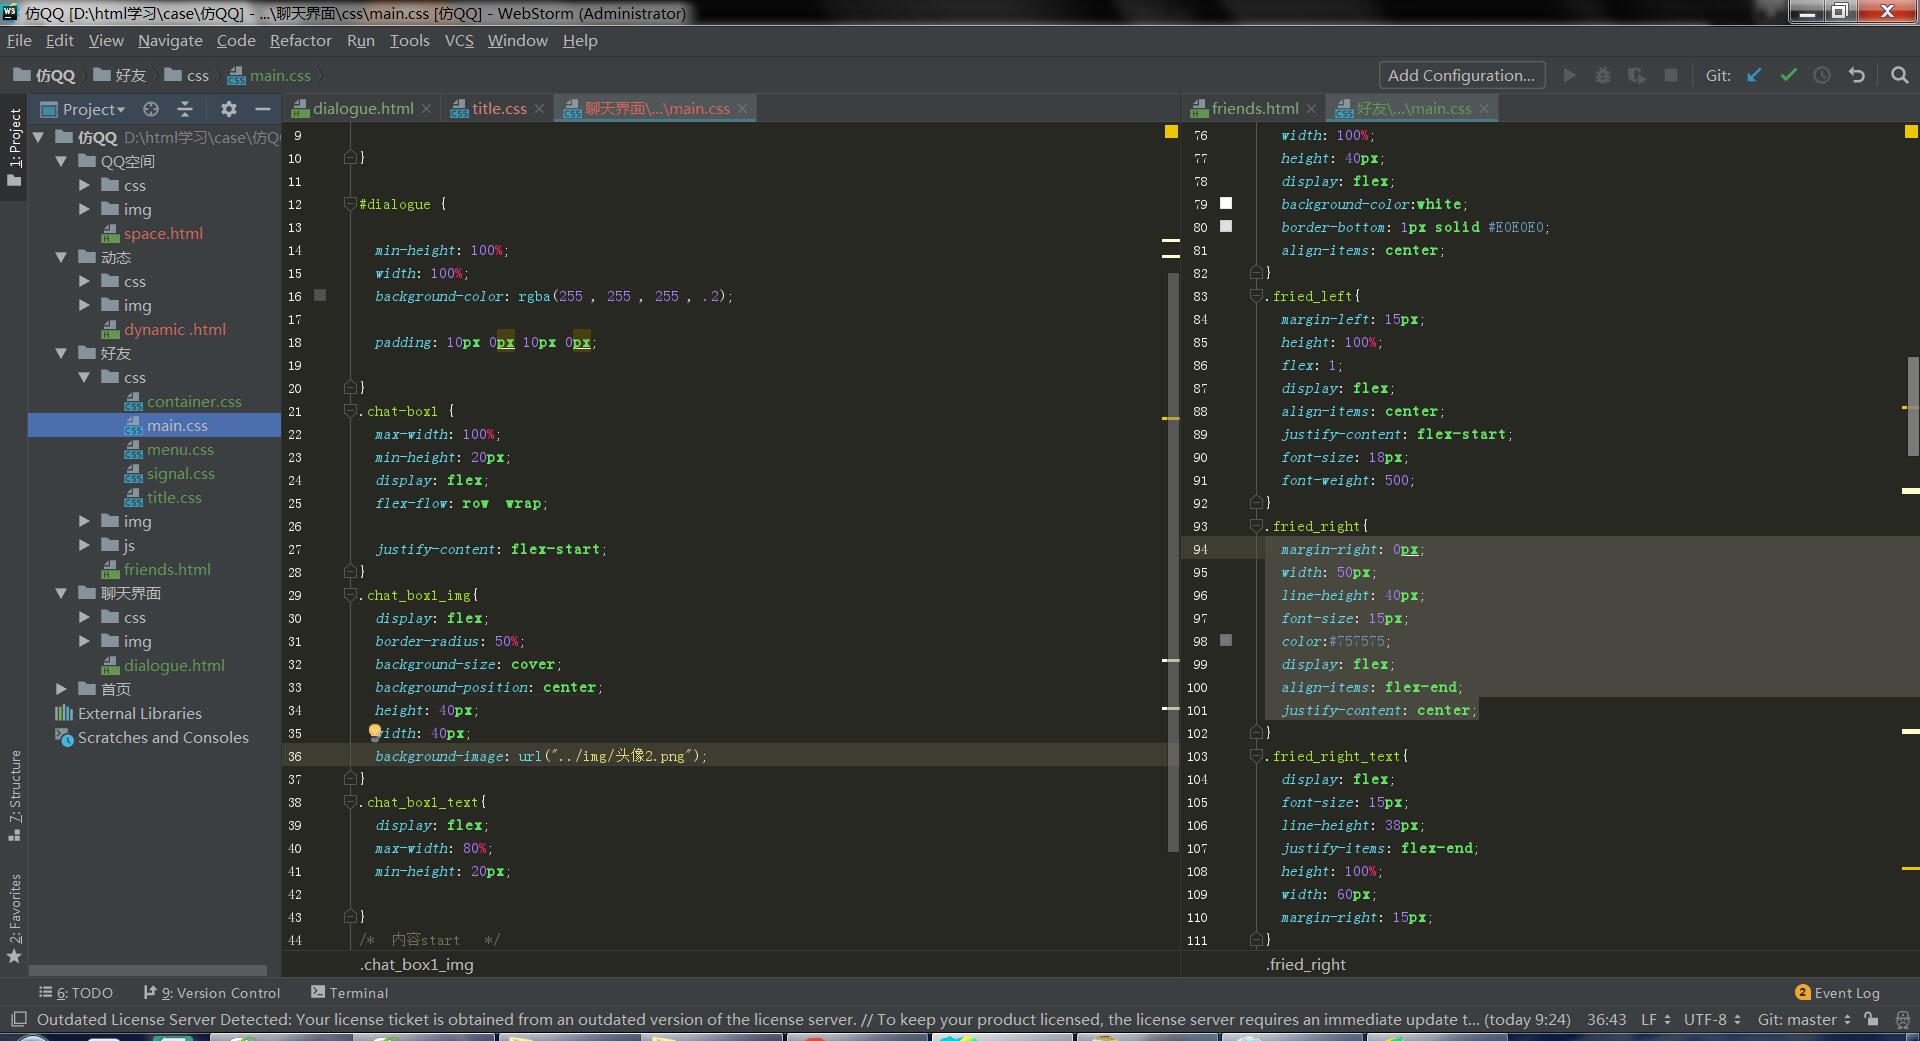 仿QQ [D:\html学习\case\仿QQ] - ...\聊天界面\css\main.css [仿QQ] - WebStorm (Administrator)
File Edit View Navigate Code Refactor Run Tools VCS Window Help
仿QQ 好友 css main.css Add Configuration... Git:
Project dialogue.html title.css 聊天界面\...\main.css friends.html 好友\...\main.css
1: Project
7: Structure
2: Favorites
仿QQ D:\html学习\case\仿Q
QQ空间
css
img
space.html
动态
css
img
dynamic .html
好友
css
container.css
main.css
menu.css
signal.css
title.css
img
js
friends.html
聊天界面
css
img
dialogue.html
首页
External Libraries
Scratches and Consoles
9
10 }
11
12 #dialogue {
13
14 min-height: 100%;
15 width: 100%;
16 background-color: rgba(255 , 255 , 255 , .2);
17
18 padding: 10px 0px 10px 0px;
19
20 }
21 .chat-box1 {
22 max-width: 100%;
23 min-height: 20px;
24 display: flex;
25 flex-flow: row wrap;
26
27 justify-content: flex-start;
28 }
29 .chat_box1_img{
30 display: flex;
31 border-radius: 50%;
32 background-size: cover;
33 background-position: center;
34 height: 40px;
35 width: 40px;
36 background-image: url("../img/头像2.png");
37 }
38 .chat_box1_text{
39 display: flex;
40 max-width: 80%;
41 min-height: 20px;
42
43 }
44 /* 内容start */
.chat_box1_img
76 width: 100%;
77 height: 40px;
78 display: flex;
79 background-color:white;
80 border-bottom: 1px solid #E0E0E0;
81 align-items: center;
82 }
83 .fried_left{
84 margin-left: 15px;
85 height: 100%;
86 flex: 1;
87 display: flex;
88 align-items: center;
89 justify-content: flex-start;
90 font-size: 18px;
91 font-weight: 500;
92 }
93 .fried_right{
94 margin-right: 0px;
95 width: 50px;
96 line-height: 40px;
97 font-size: 15px;
98 color:#757575;
99 display: flex;
100 align-items: flex-end;
101 justify-content: center;
102 }
103 .fried_right_text{
104 display: flex;
105 font-size: 15px;
106 line-height: 38px;
107 justify-items: flex-end;
108 height: 100%;
109 width: 60px;
110 margin-right: 15px;
111 }
.fried_right
6: TODO 9: Version Control Terminal 2 Event Log
Outdated License Server Detected: Your license ticket is obtained from an outdated version of the license server. // To keep your product licensed, the license server requires an immediate update t... (today 9:24) 36:43 LF UTF-8 Git: master